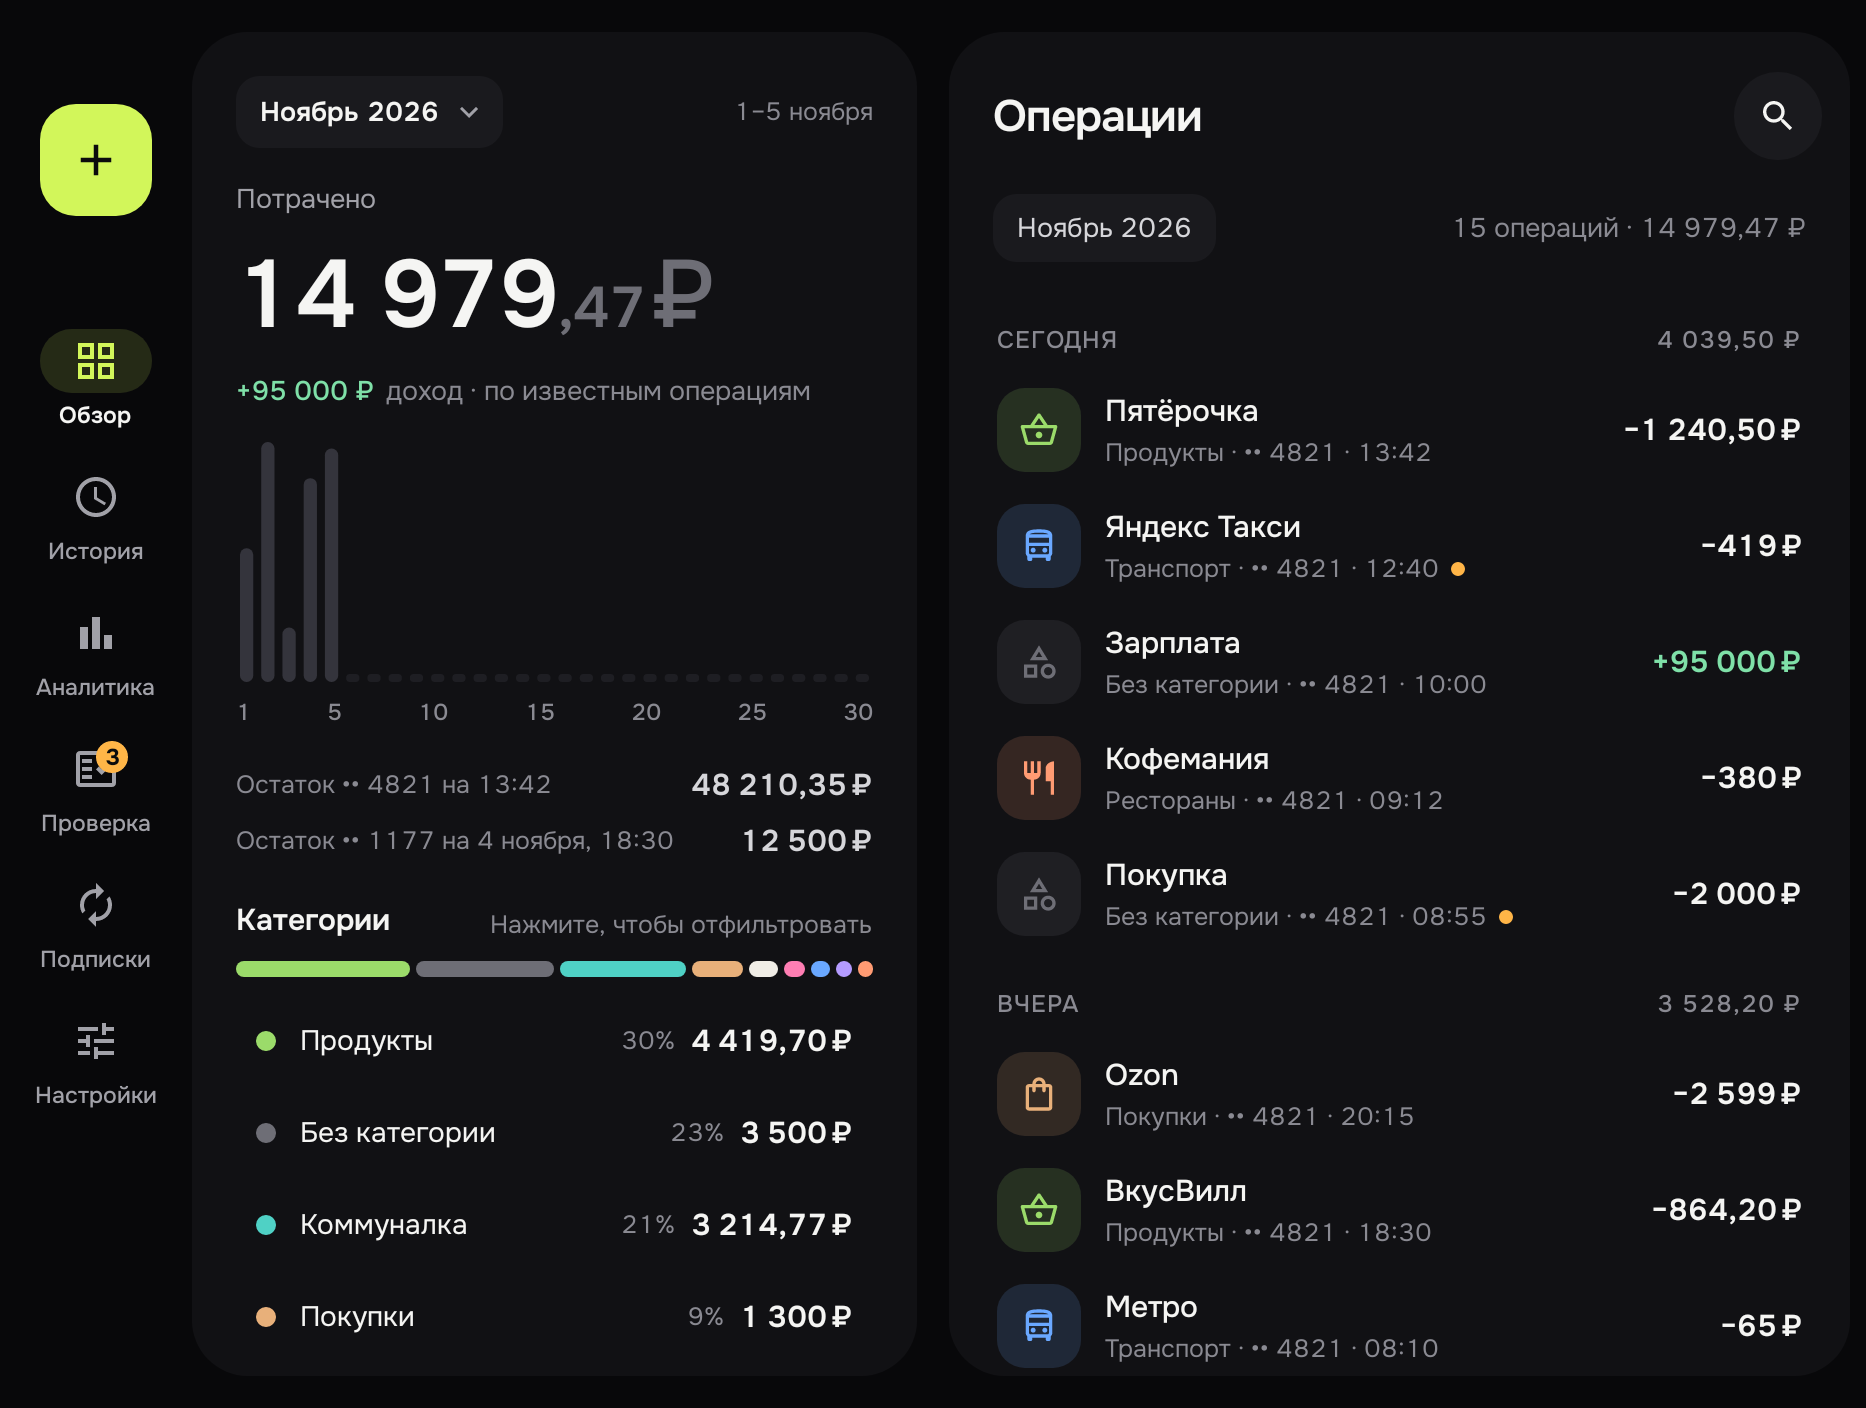 +
Обзор
История
Аналитика
3
Проверка
Подписки
Настройки
Ноябрь 2026
1–5 ноября
Потрачено
14 979,47 ₽
+95 000 ₽ доход · по известным операциям
1 5 10 15 20 25 30
Остаток •• 4821 на 13:42 48 210,35 ₽
Остаток •• 1177 на 4 ноября, 18:30 12 500 ₽
Категории Нажмите, чтобы отфильтровать
Продукты 30% 4 419,70 ₽
Без категории 23% 3 500 ₽
Коммуналка 21% 3 214,77 ₽
Покупки 9% 1 300 ₽
Операции
Ноябрь 2026 15 операций · 14 979,47 ₽
СЕГОДНЯ 4 039,50 ₽
Пятёрочка
Продукты · •• 4821 · 13:42
−1 240,50 ₽
Яндекс Такси
Транспорт · •• 4821 · 12:40
−419 ₽
Зарплата
Без категории · •• 4821 · 10:00
+95 000 ₽
Кофемания
Рестораны · •• 4821 · 09:12
−380 ₽
Покупка
Без категории · •• 4821 · 08:55
−2 000 ₽
ВЧЕРА 3 528,20 ₽
Ozon
Покупки · •• 4821 · 20:15
−2 599 ₽
ВкусВилл
Продукты · •• 4821 · 18:30
−864,20 ₽
Метро
Транспорт · •• 4821 · 08:10
−65 ₽